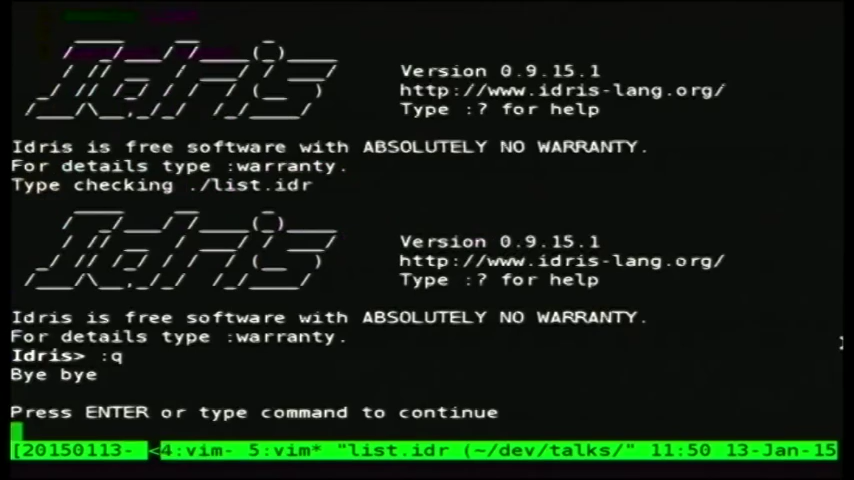 Idris
Version 0.9.15.1
http://www.idris-lang.org/
Type :? for help
Idris is free software with ABSOLUTELY NO WARRANTY.
For details type :warranty.
Type checking ./list.idr
Idris
Version 0.9.15.1
http://www.idris-lang.org/
Type :? for help
Idris is free software with ABSOLUTELY NO WARRANTY.
For details type :warranty.
Idris> :q
Bye bye
Press ENTER or type command to continue
[20150113- <4:vim- 5:vim* "list.idr (~/dev/talks/" 11:50 13-Jan-15